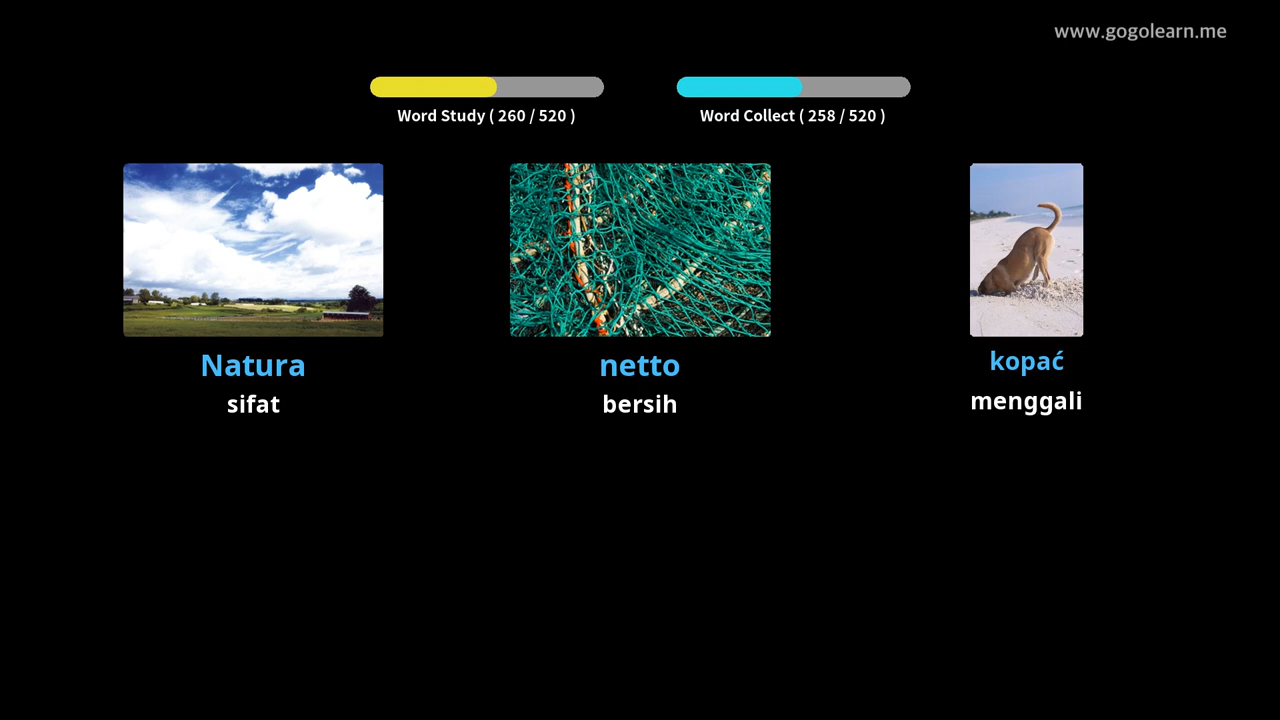 www.gogolearn.me
Word Study ( 260 / 520 )
Word Collect ( 258 / 520 )
Natura
sifat
netto
bersih
kopać
menggali